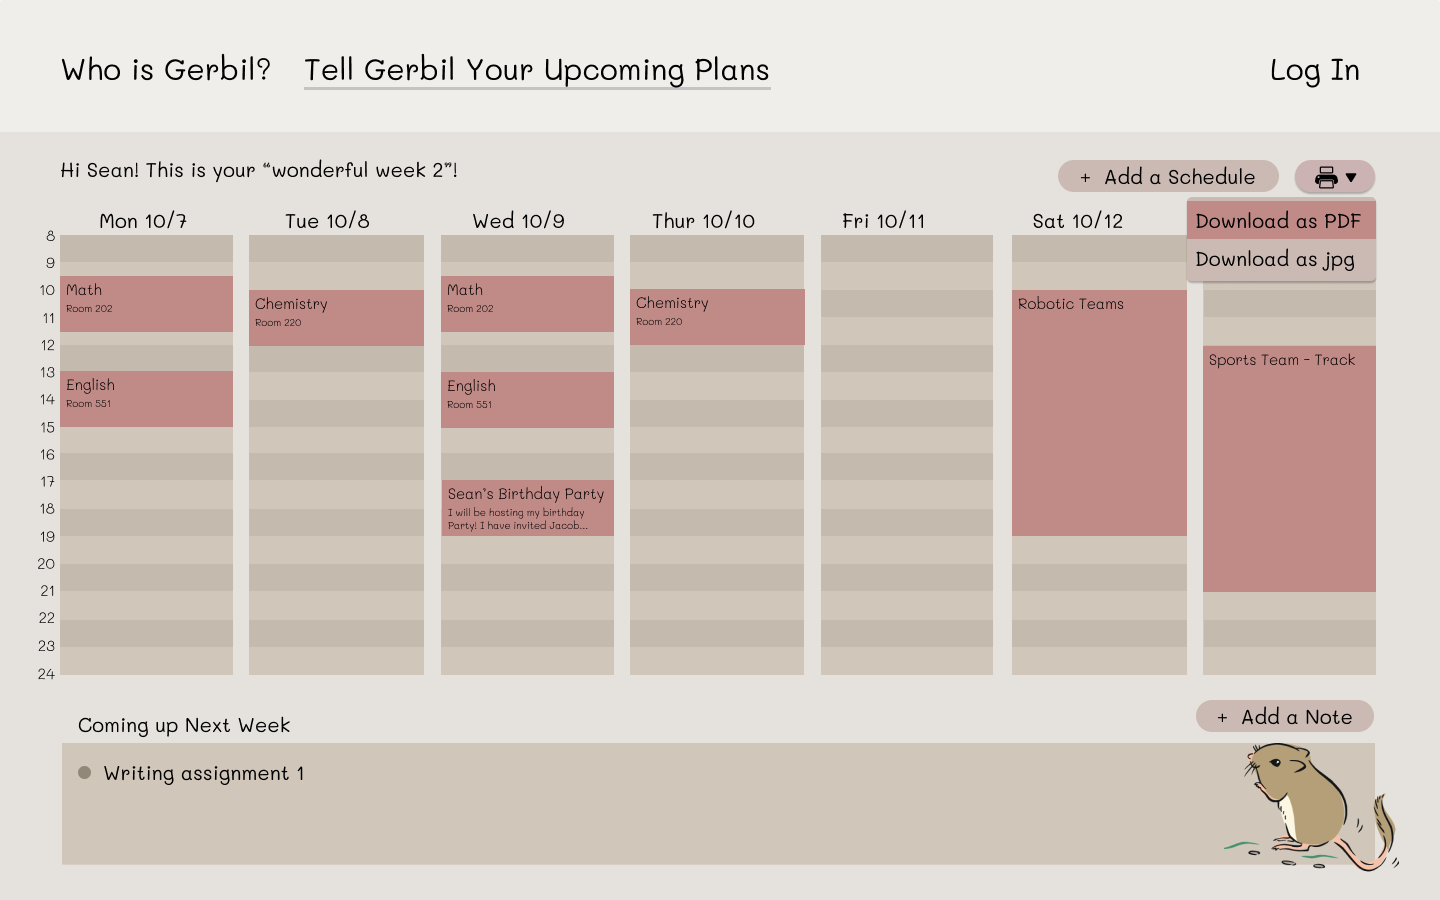 Who is Gerbil? Tell Gerbil Your Upcoming Plans Log In
Hi Sean! This is your “wonderful week 2”!
+ Add a Schedule
Mon 10/7 Tue 10/8 Wed 10/9 Thur 10/10 Fri 10/11 Sat 10/12
Download as PDF
Download as jpg
8
9
10
11
12
13
14
15
16
17
18
19
20
21
22
23
24
Math
Room 202
English
Room 551
Chemistry
Room 220
Math
Room 202
English
Room 551
Sean's Birthday Party
I will be hosting my birthday
Party! I have invited Jacob...
Chemistry
Room 220
Robotic Teams
Sports Team - Track
Coming up Next Week
+ Add a Note
Writing assignment 1